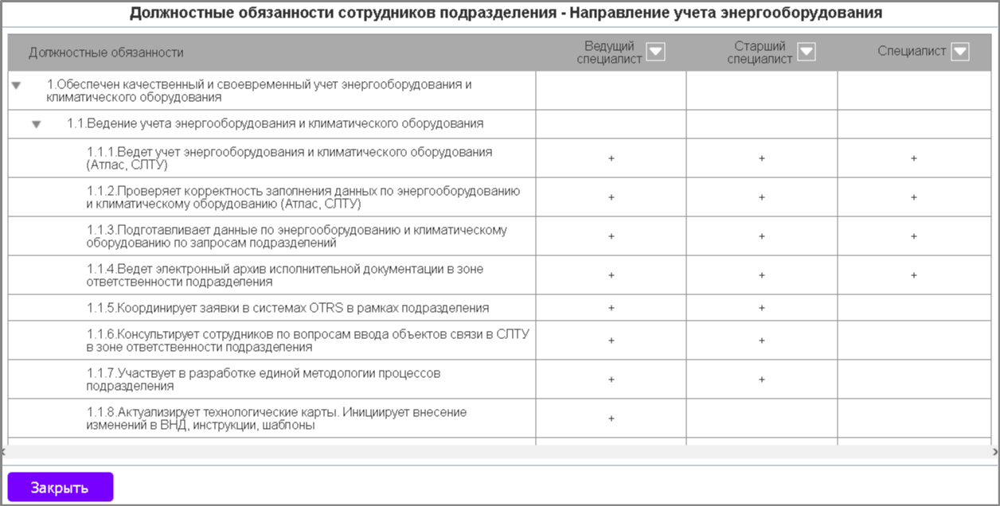 Должностные обязанности сотрудников подразделения - Направление учета энергооборудования
Должностные обязанности
Ведущий
специалист
Старший
специалист
Специалист
1.Обеспечен качественный и своевременный учет энергооборудования и
климатического оборудования
1.1.Ведение учета энергооборудования и климатического оборудования
1.1.1.Ведет учет энергооборудования и климатического оборудования
(Атлас, СЛТУ)
+ + +
1.1.2.Проверяет корректность заполнения данных по энергооборудованию
и климатическому оборудованию (Атлас, СЛТУ)
+ + +
1.1.3.Подготавливает данные по энергооборудованию и климатическому
оборудованию по запросам подразделений
+ + +
1.1.4.Ведет электронный архив исполнительной документации в зоне
ответственности подразделения
+ + +
1.1.5.Координирует заявки в системах OTRS в рамках подразделения
+ +
1.1.6.Консультирует сотрудников по вопросам ввода объектов связи в СЛТУ
в зоне ответственности подразделения
+ +
1.1.7.Участвует в разработке единой методологии процессов
подразделения
+ +
1.1.8.Актуализирует технологические карты. Инициирует внесение
изменений в ВНД, инструкции, шаблоны
+
Закрыть